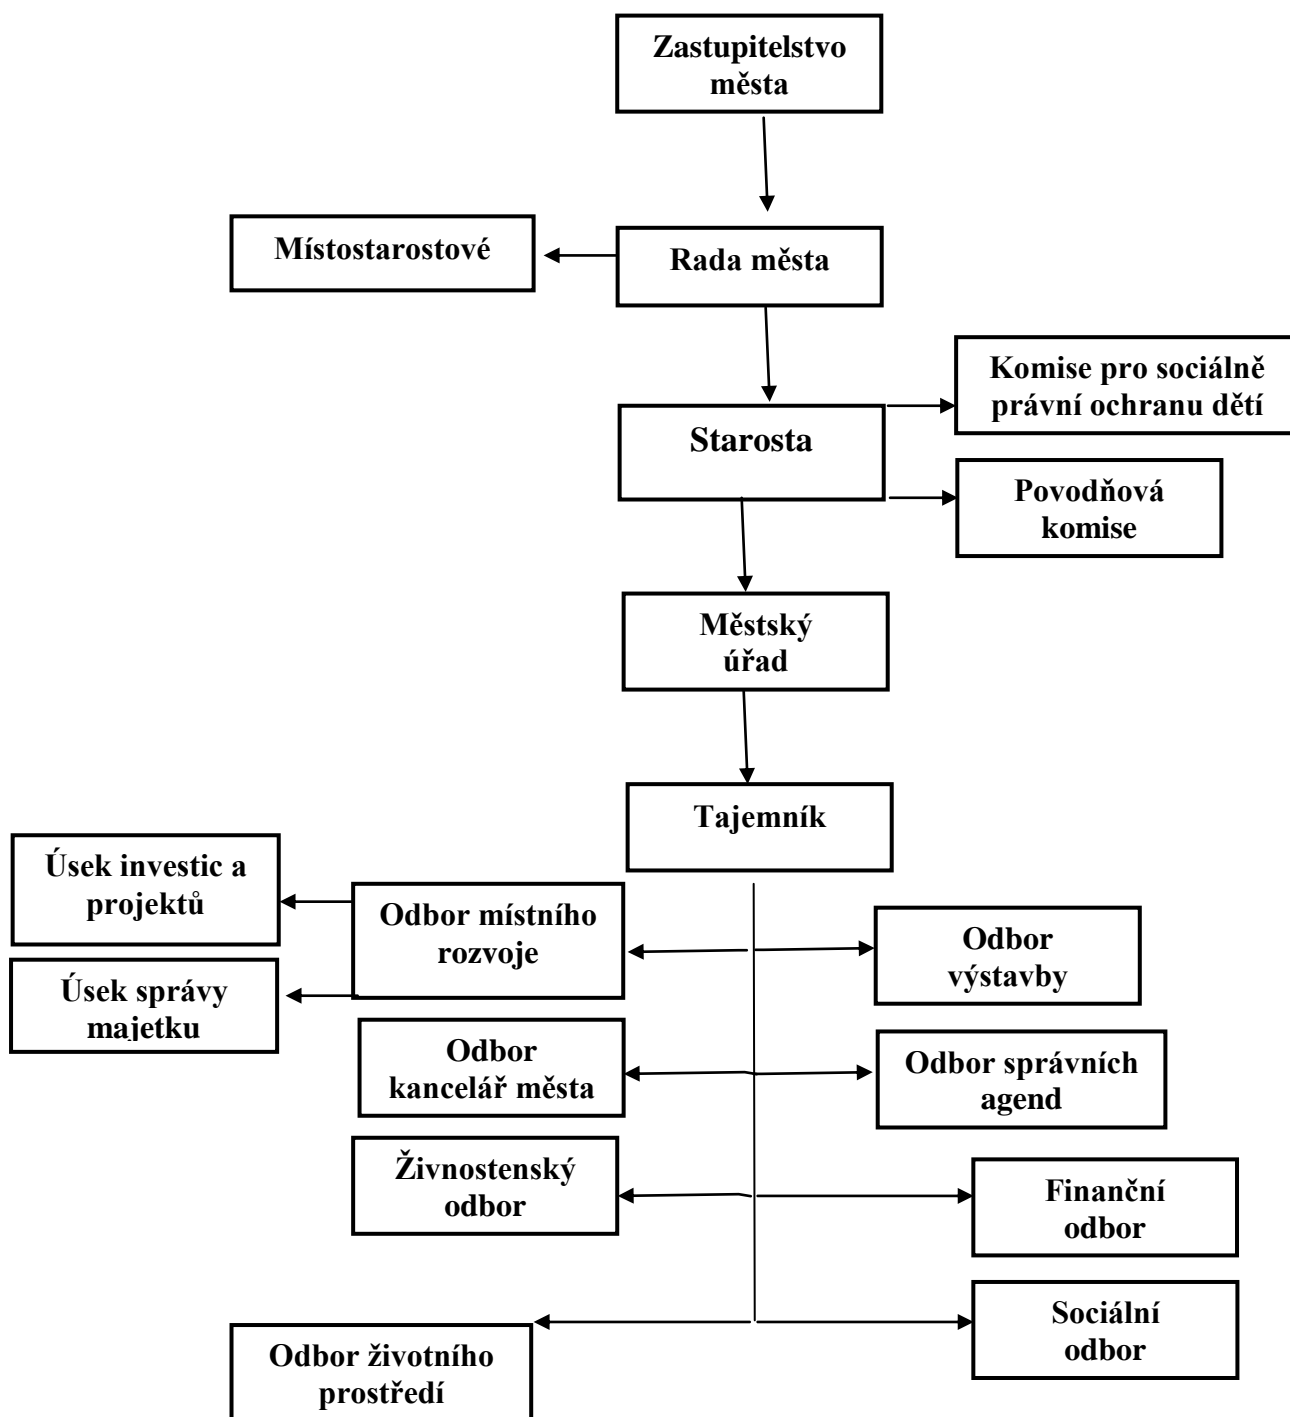 Zastupitelstvo
města
Místostarostové
Rada města
Komise pro sociálně
právní ochranu dětí
Starosta
Povodňová
komise
Městský
úřad
Tajemník
Úsek investic a
projektů
Odbor místního
rozvoje
Odbor
výstavby
Úsek správy
majetku
Odbor
kancelář města
Odbor správních
agend
Živnostenský
odbor
Finanční
odbor
Sociální
odbor
Odbor životního
prostředí